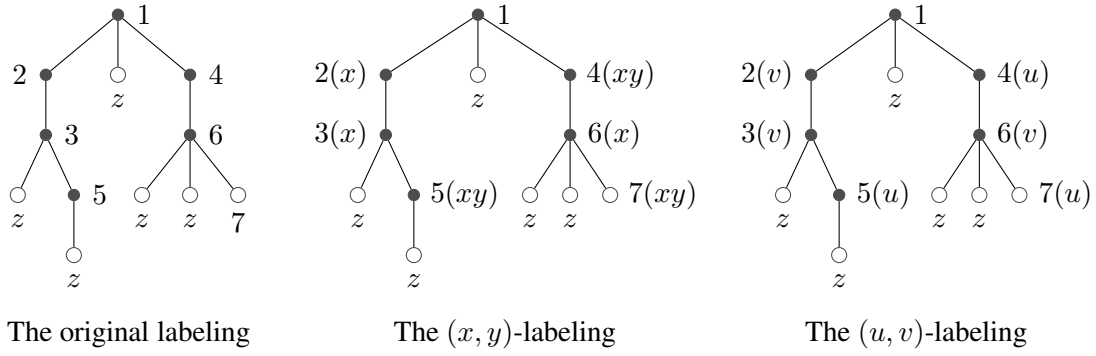 1 1 1
2 z 4 2(x) z 4(xy) 2(v) z 4(u)
3 6 3(x) 6(x) 3(v) 6(v)
z 5 z z 7 z 5(xy) z z 7(xy) z 5(u) z z 7(u)
z z z
The original labeling The (x, y)-labeling The (u, v)-labeling